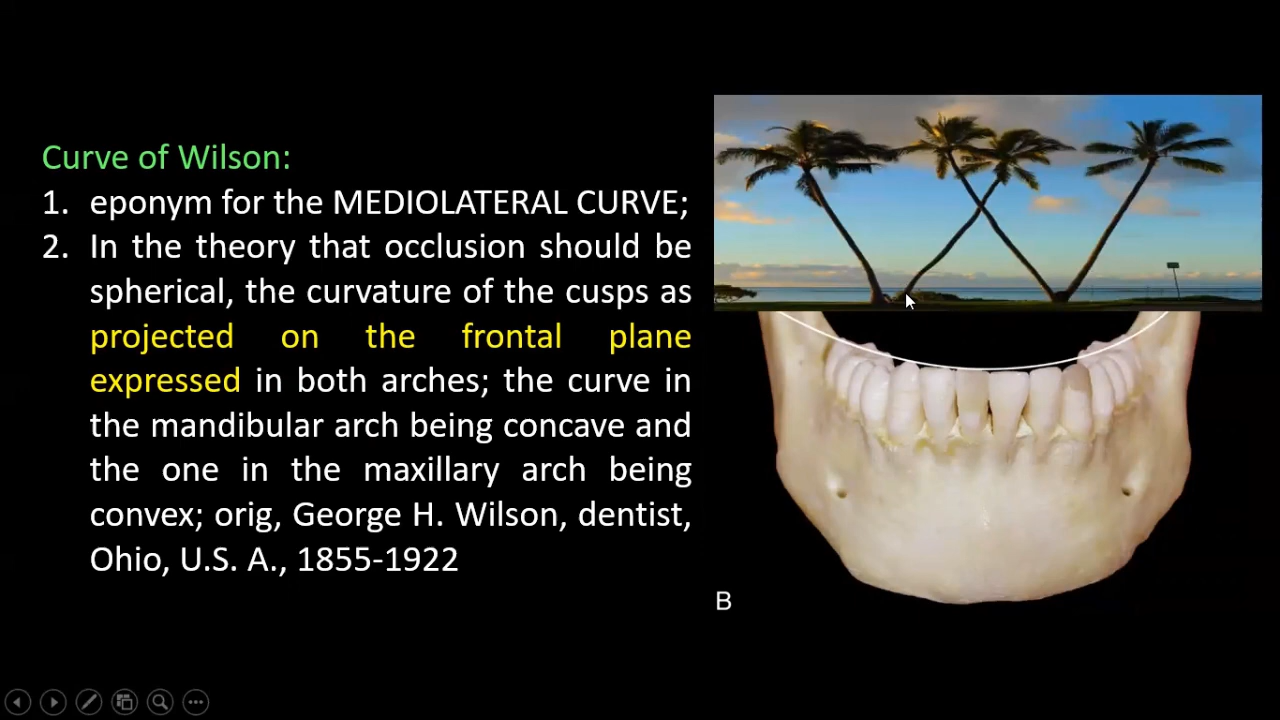 Curve of Wilson:
1. eponym for the MEDIOLATERAL CURVE;
2. In the theory that occlusion should be
spherical, the curvature of the cusps as
projected on the frontal plane
expressed in both arches; the curve in
the mandibular arch being concave and
the one in the maxillary arch being
convex; orig, George H. Wilson, dentist,
Ohio, U.S. A., 1855-1922
B